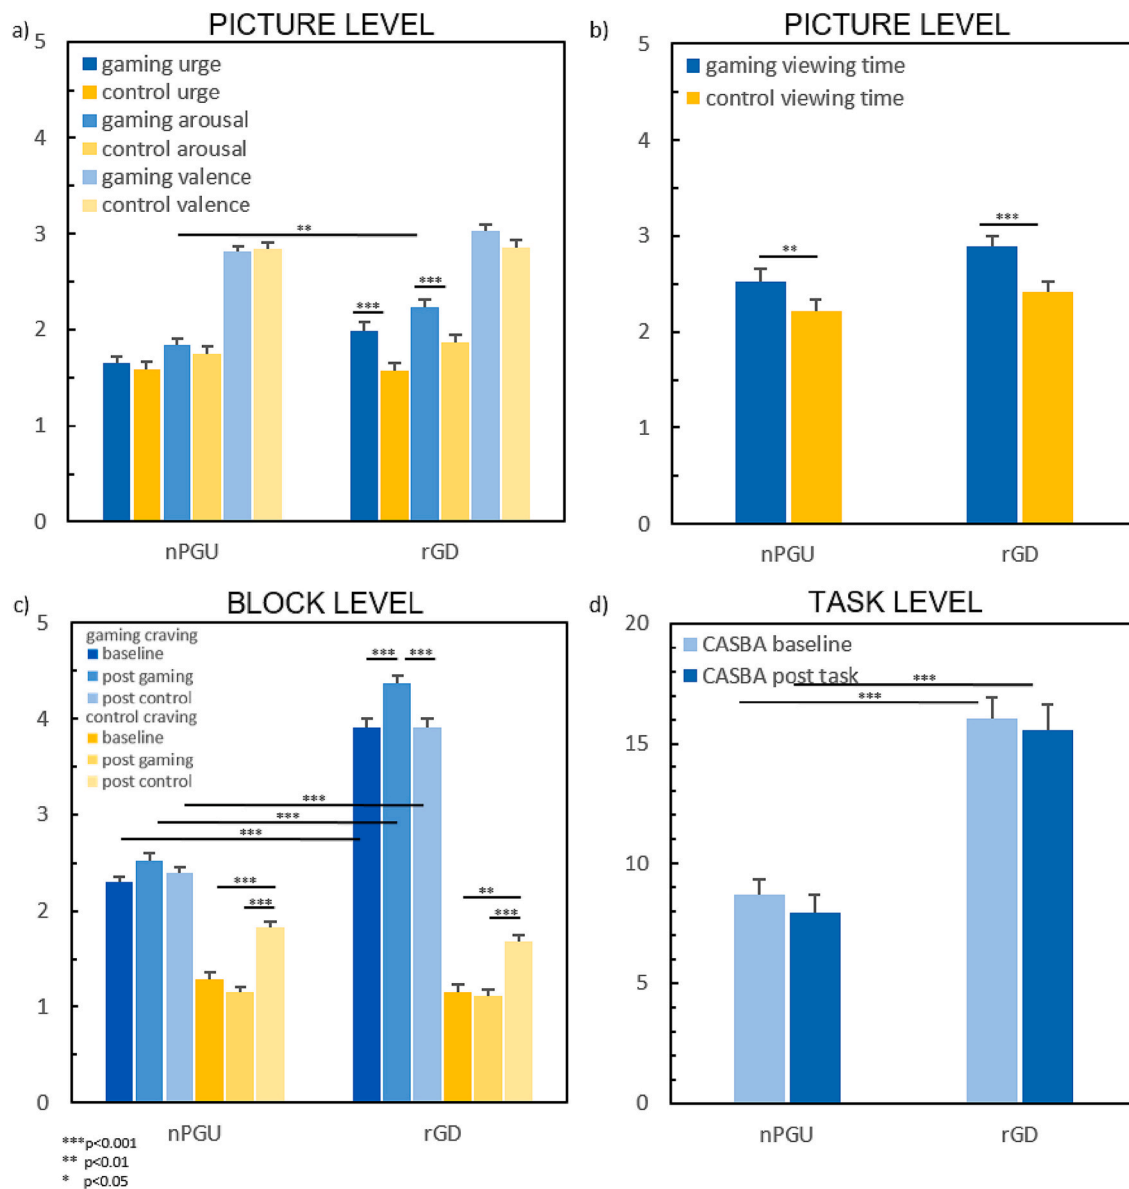 a)
PICTURE LEVEL
5
4
3
2
1
0
gaming urge
control urge
gaming arousal
control arousal
gaming valence
control valence
**
***
***
nPGU
rGD
b)
PICTURE LEVEL
5
4
3
2
1
0
gaming viewing time
control viewing time
**
***
nPGU
rGD
c)
BLOCK LEVEL
5
4
3
2
1
0
gaming craving
baseline
post gaming
post control
control craving
baseline
post gaming
post control
*** ***
***
***
***
***
***
**
***
nPGU
rGD
***p<0.001
** p<0.01
* p<0.05
d)
TASK LEVEL
20
15
10
5
0
CASBA baseline
CASBA post task
***
***
nPGU
rGD